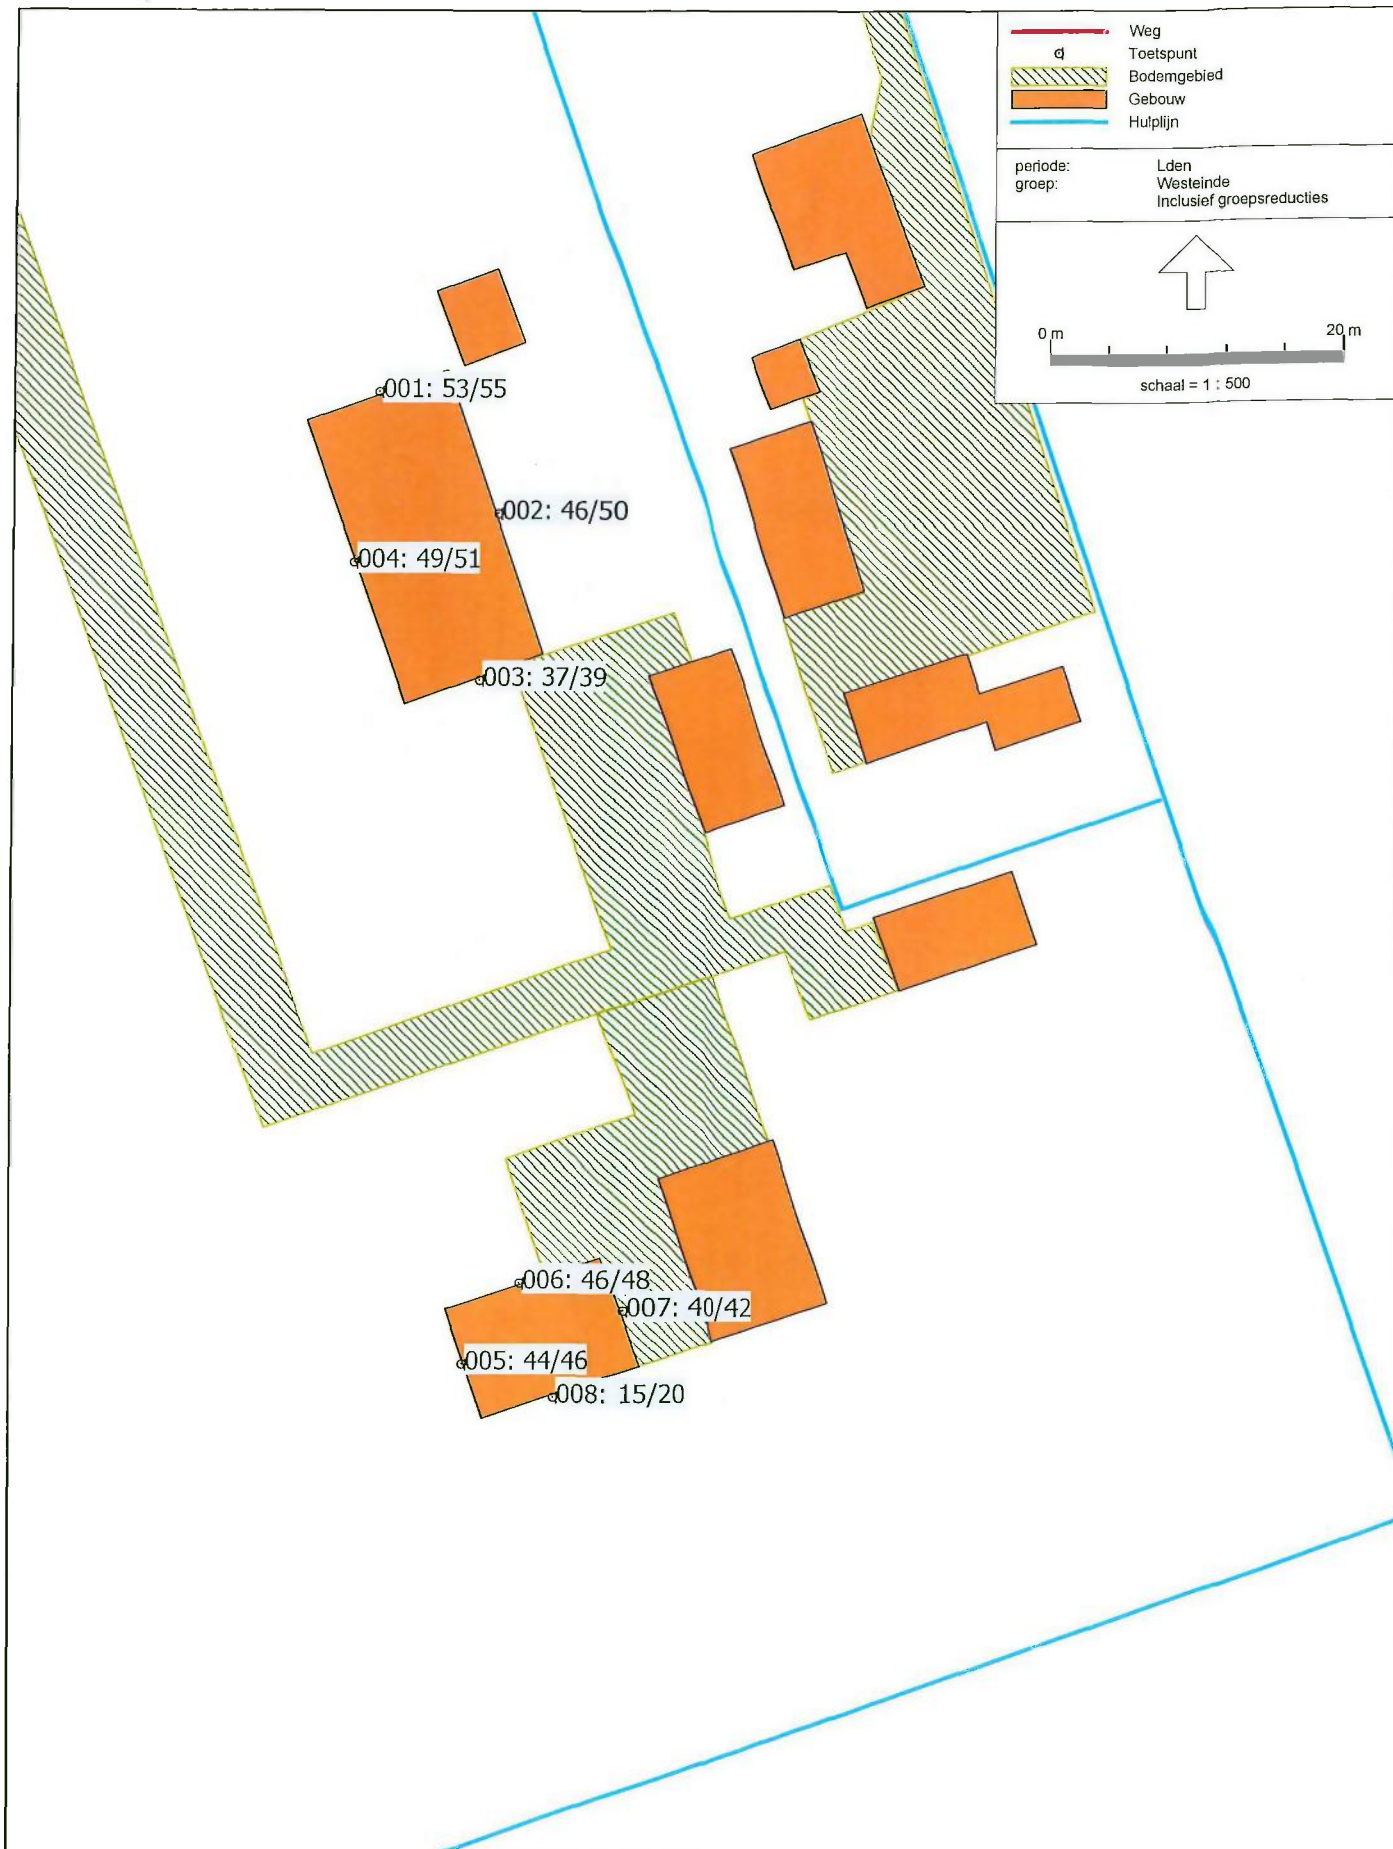 Weg
Toetspunt
Bodemgebied
Gebouw
Hulplijn
periode: Lden
groep: Westeinde
Inclusief groepsreducties
0 m 20 m
schaal = 1 : 500
001: 53/55
002: 46/50
004: 49/51
003: 37/39
006: 46/48
007: 40/42
005: 44/46
008: 15/20